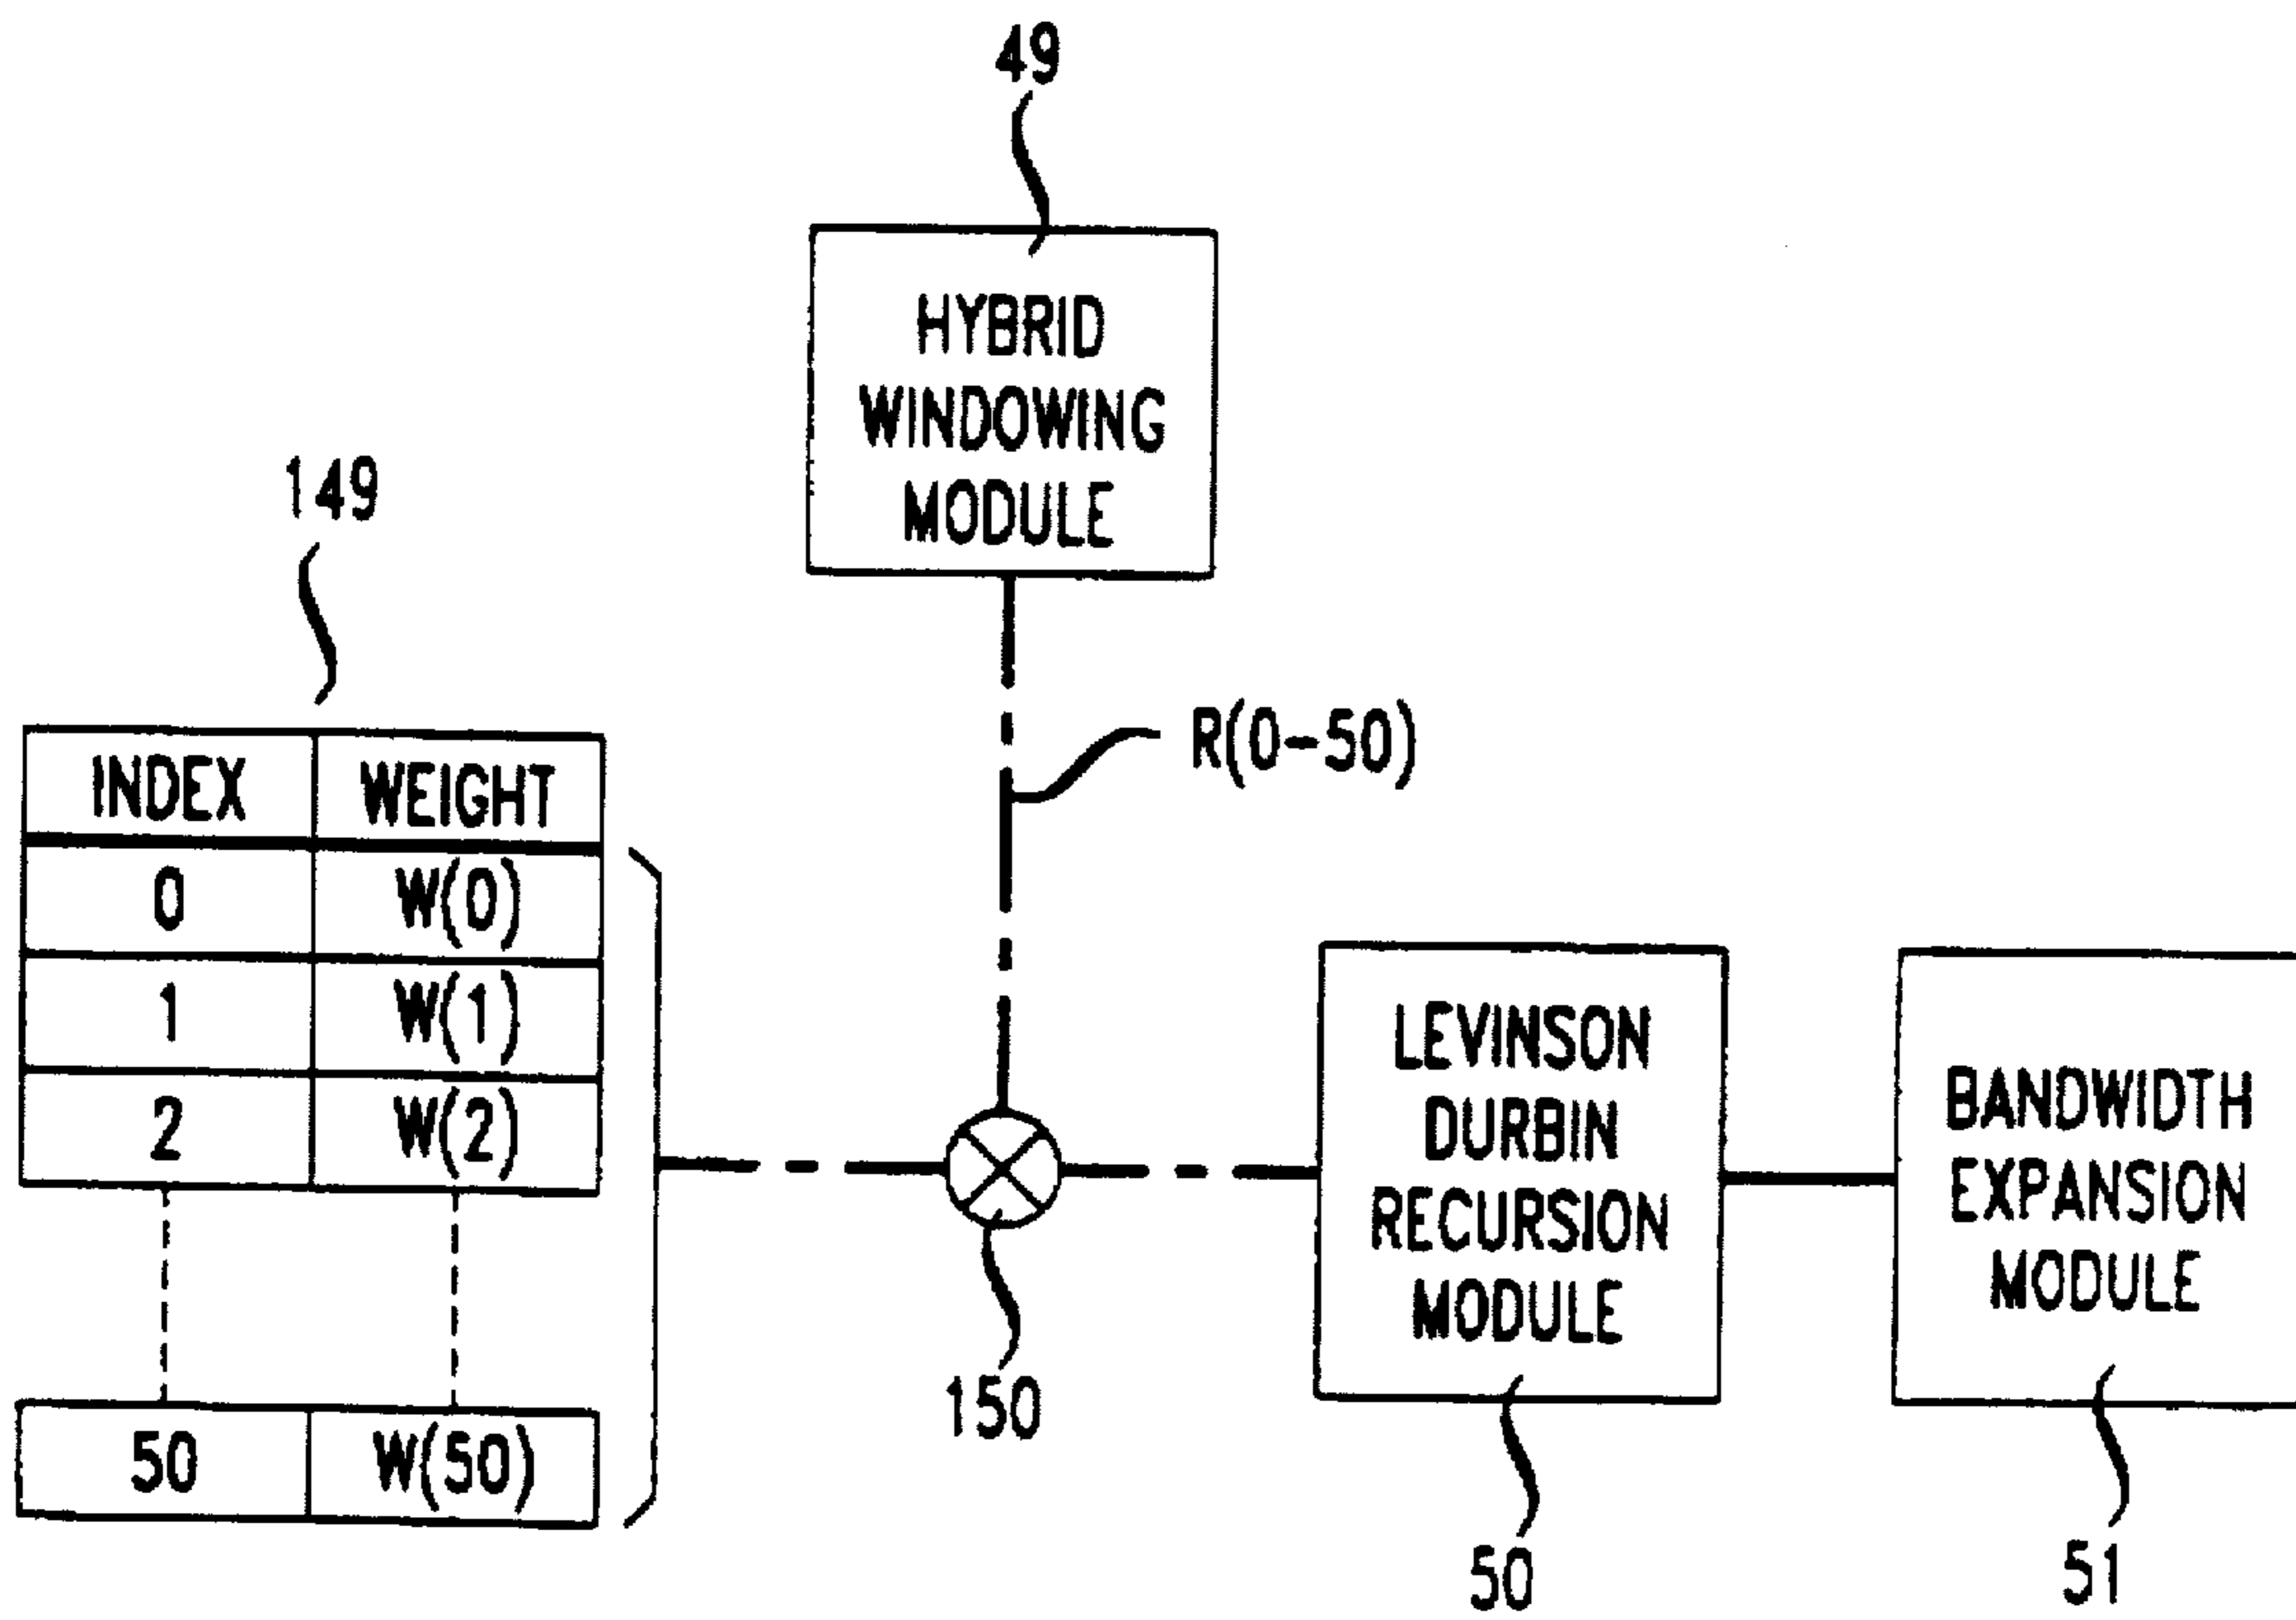 49
HYBRID
WINDOWING
MODULE
149
R(0-50)
INDEX WEIGHT
0 W(0)
1 W(1)
2 W(2)
50 W(50)
150
LEVINSON
DURBIN
RECURSION
MODULE
50
BANDWIDTH
EXPANSION
MODULE
51